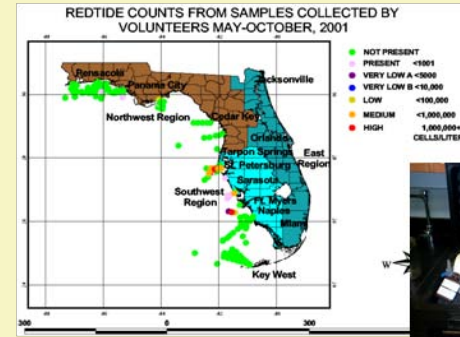 REDTIDE COUNTS FROM SAMPLES COLLECTED BY
VOLUNTEERS MAY-OCTOBER, 2001
NOT PRESENT
PRESENT <1001
VERY LOW A <5000
VERY LOW B <10,000
LOW <100,000
MEDIUM <1,000,000
HIGH 1,000,000+
CELLS/LITER
Pensacola
Panama City
Jacksonville
Northwest Region
Cedar Key
Orlando
Tarpon Springs
East
Region
St. Petersburg
Sarasota
Southwest
Region
Ft. Myers
Naples
Miami
Key West
W
300 0 300